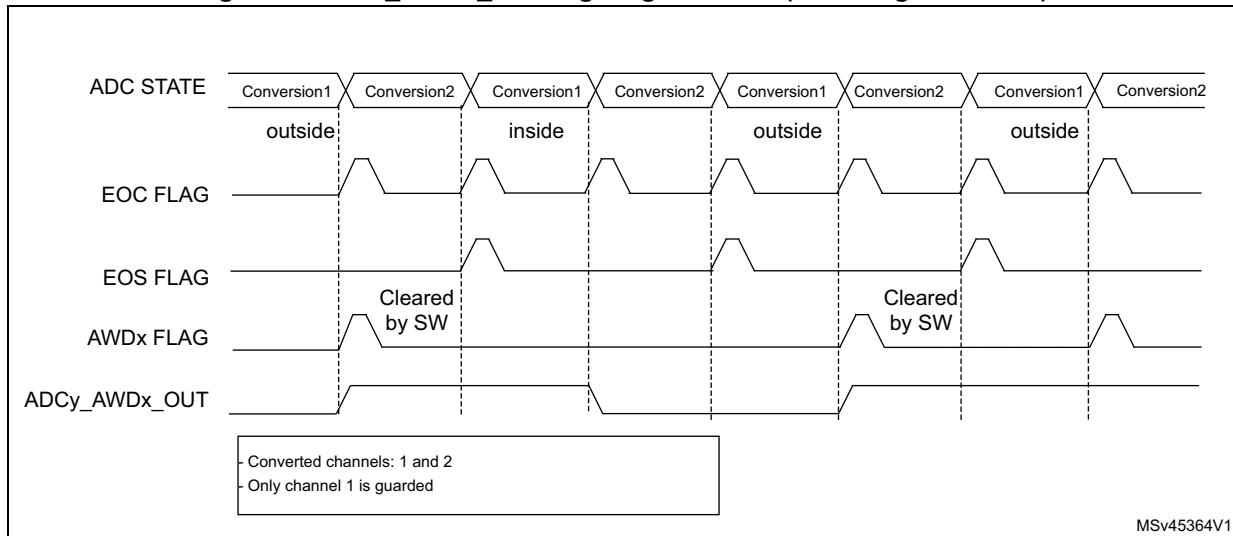 ADC STATE Conversion1 Conversion2 Conversion1 Conversion2 Conversion1 Conversion2 Conversion1 Conversion2
outside inside outside outside
EOC FLAG
EOS FLAG
Cleared by SW Cleared by SW
AWDx FLAG
ADCy_AWDx_OUT
- Converted channels: 1 and 2
- Only channel 1 is guarded
MSv45364V1